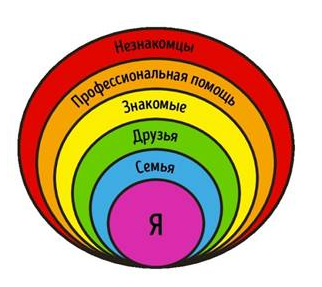 Незнакомцы
Профессиональная помощь
Знакомые
Друзья
Семья
Я